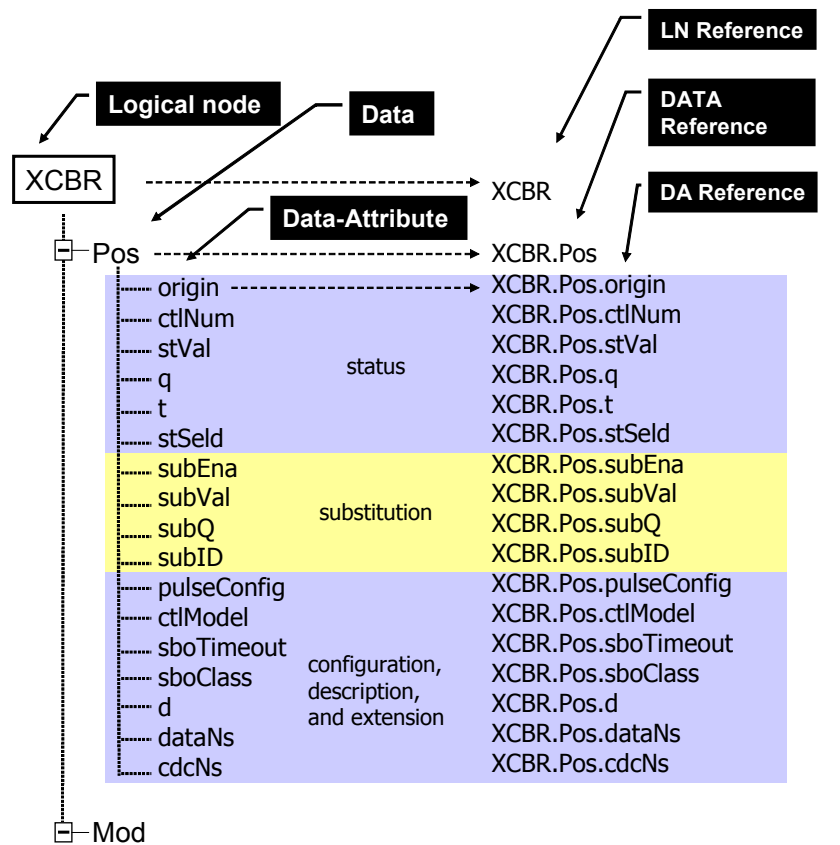 LN Reference
Logical node
Data
DATA
Reference
XCBR
XCBR
DA Reference
Data-Attribute
Pos
XCBR.Pos
origin
XCBR.Pos.origin
ctlNum
XCBR.Pos.ctlNum
stVal
XCBR.Pos.stVal
status
q
XCBR.Pos.q
t
XCBR.Pos.t
stSeld
XCBR.Pos.stSeld
subEna
XCBR.Pos.subEna
subVal
XCBR.Pos.subVal
substitution
subQ
XCBR.Pos.subQ
subID
XCBR.Pos.subID
pulseConfig
XCBR.Pos.pulseConfig
ctlModel
XCBR.Pos.ctlModel
sboTimeout
XCBR.Pos.sboTimeout
configuration,
description,
and extension
sboClass
XCBR.Pos.sboClass
d
XCBR.Pos.d
dataNs
XCBR.Pos.dataNs
cdcNs
XCBR.Pos.cdcNs
Mod